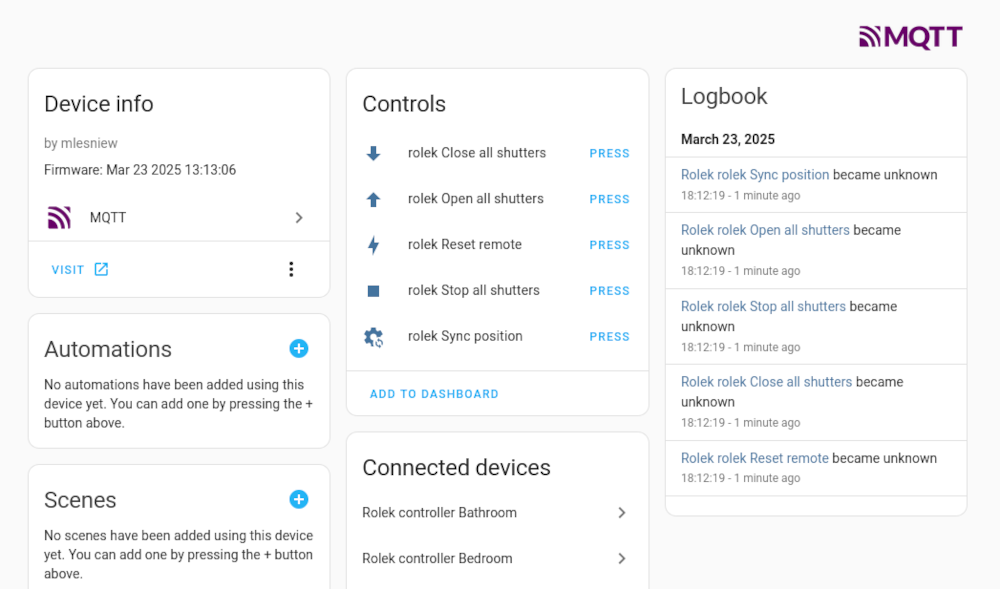 MQTT
Device info
by mlesniew
Firmware: Mar 23 2025 13:13:06
MQTT
VISIT
Automations
No automations have been added using this
device yet. You can add one by pressing the +
button above.
Scenes
No scenes have been added using this device
yet. You can add one by pressing the + button
above.
Controls
rolek Close all shutters PRESS
rolek Open all shutters PRESS
rolek Reset remote PRESS
rolek Stop all shutters PRESS
rolek Sync position PRESS
ADD TO DASHBOARD
Connected devices
Rolek controller Bathroom
Rolek controller Bedroom
Logbook
March 23, 2025
Rolek rolek Sync position became unknown
18:12:19 - 1 minute ago
Rolek rolek Open all shutters became
unknown
18:12:19 - 1 minute ago
Rolek rolek Stop all shutters became
unknown
18:12:19 - 1 minute ago
Rolek rolek Close all shutters became
unknown
18:12:19 - 1 minute ago
Rolek rolek Reset remote became unknown
18:12:19 - 1 minute ago